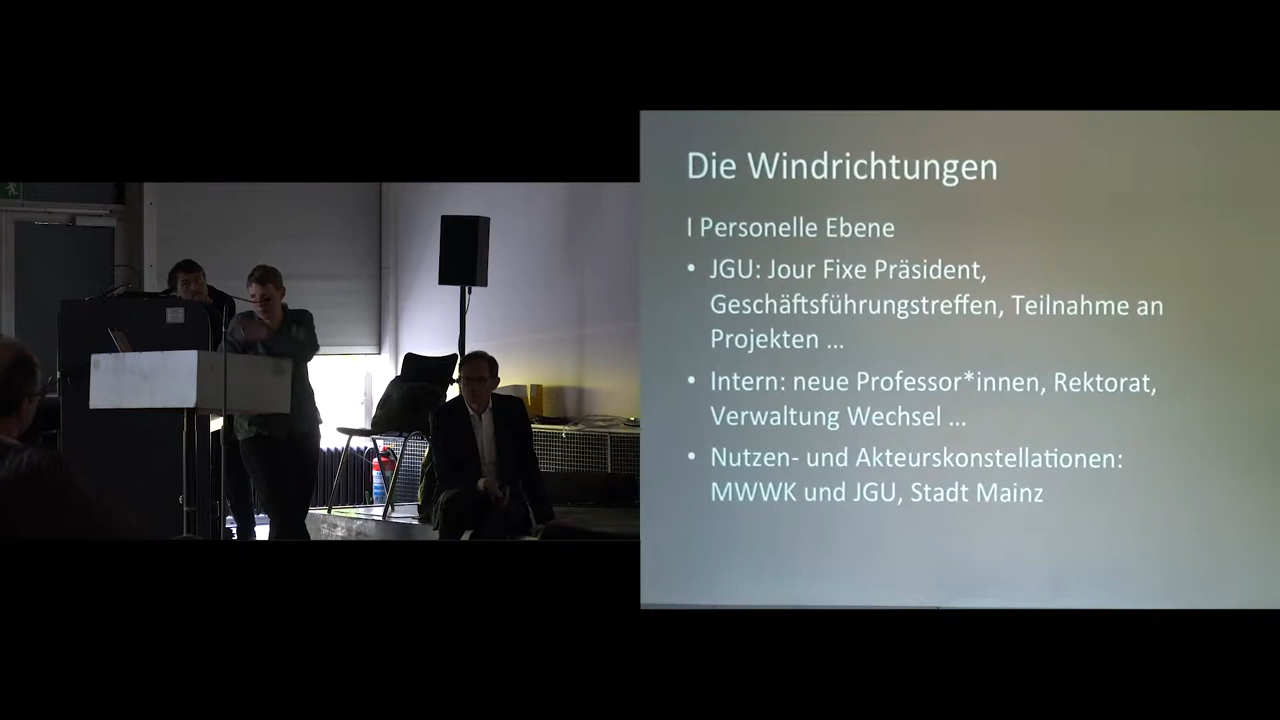 Die Windrichtungen
I Personelle Ebene
• JGU: Jour Fixe Präsident,
Geschäftsführungstreffen, Teilnahme an
Projekten …
• Intern: neue Professor*innen, Rektorat,
Verwaltung Wechsel …
• Nutzen- und Akteurskonstellationen:
MWWK und JGU, Stadt Mainz